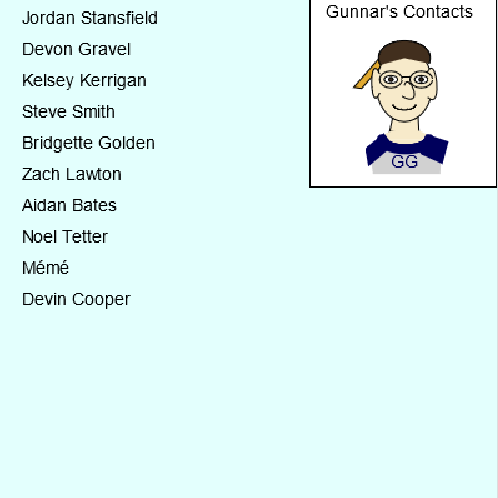 Jordan Stansfield
Devon Gravel
Kelsey Kerrigan
Steve Smith
Bridgette Golden
Zach Lawton
Aidan Bates
Noel Tetter
Mémé
Devin Cooper
Gunnar's Contacts
GG